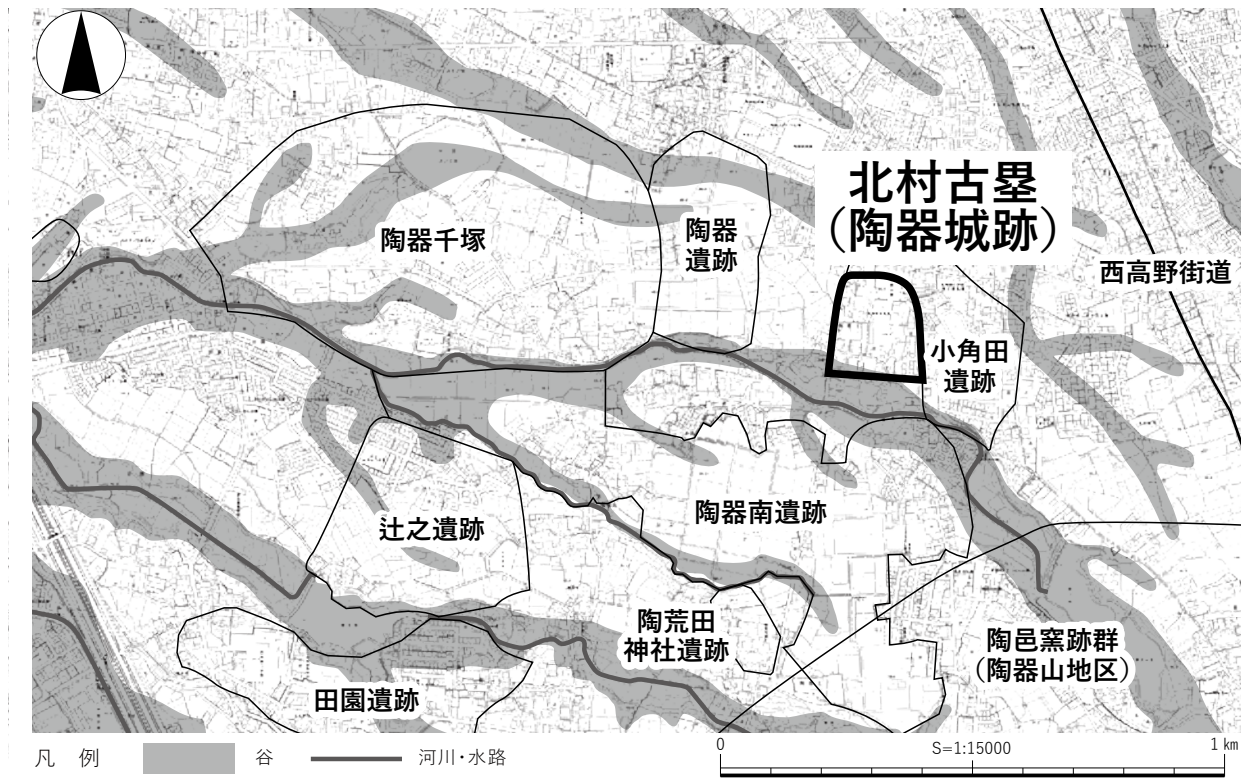 北村古塁
（陶器城跡）
陶器
遺跡
陶器千塚
西高野街道
小角田
遺跡
陶器南遺跡
辻之遺跡
陶荒田
神社遺跡
陶邑窯跡群
（陶器山地区）
田園遺跡
凡 例
谷
河川・水路
0
S=1:15000
1 km